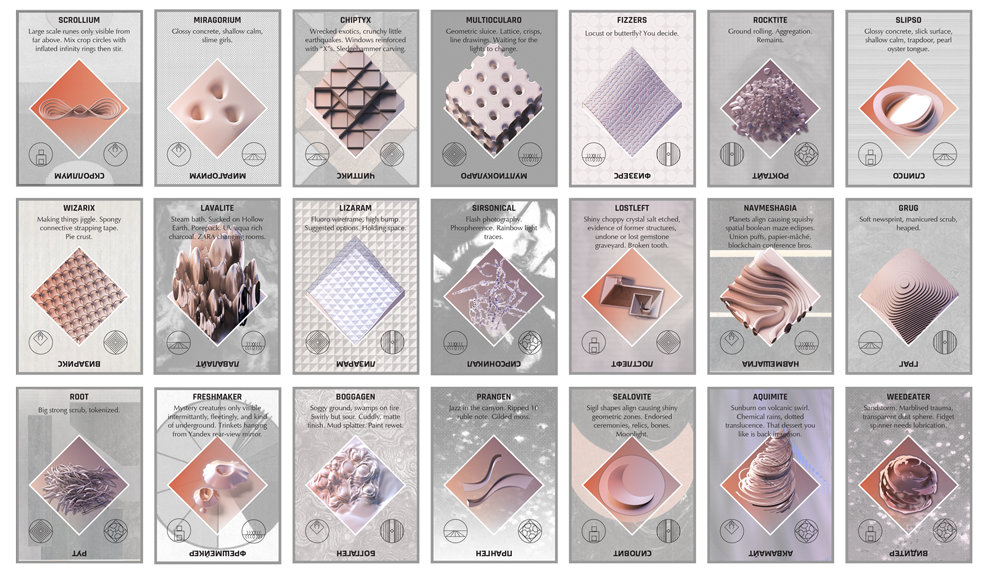 SCROLLIUM
Large scale runes only visible from
far above. Mix crop circles with
inflated infinity rings then stir.
СКРОЛЛИУМ
MIRAGORIUM
Glossy concrete, shallow calm,
slime girls.
МИРАГОРИУМ
CHIPTYX
Wrecked exotics, crunchy little
earthquakes. Windows reinforced
with "X"s. Sledgehammer carving.
ЧИПТИКС
MULTIOCULARO
Geometric sluice. Lattice, crisps,
line drawings. Waiting for the
lights to change.
МУЛТИОКУЛАРО
FIZZERS
Locust or butterfly? You decide.
ФИЗЗЕРС
ROCKTITE
Ground rolling. Aggregation.
Remains.
РОКТАЙТ
SLIPSO
Glossy concrete, slick surface,
shallow calm, trapdoor, pearl
oyster tongue.
СЛИПСО
WIZARIX
Making things jiggle. Spongy
connective strapping tape.
Pie crust.
ВИЗАРИКС
LAVALITE
Steam bath. Sucked on Hollow
Earth. Porepack. UV siqua rich
charcoal. ZARA changing rooms.
ЛАВАЛАЙТ
LIZARAM
Fluoro wireframe, high bump.
Suggested options. Holding space.
ЛИЗАРАМ
SIRSONICAL
Flash photography.
Phospherence. Rainbow light
traces.
СИРСОНИКАЛ
LOSTLEFT
Shiny choppy crystal salt etched,
evidence of former structures,
undone or lost gemstone
graveyard. Broken tooth.
ЛОСТЛЕФТ
NAVMESHAGIA
Planets align causing squishy
spatial boolean maze eclipses.
Union puffs, papier-mâché,
blockchain conference bros.
НАВМЕШАГИА
GRUG
Soft newsprint, manicured scrub,
heaped.
ГРАГ
ROOT
Big strong scrub, tokenized.
РУТ
FRESHMAKER
Mystery creatures only visible
intermittantly, fleetingly, and kind
of underground. Trinkets hanging
from Yandex rear-view mirror.
ФРЕШМЕЙКЕР
BOGGAGEN
Soggy ground, swamps on tire.
Swirly but sour. Cuddly, matte
finish. Mud splatter. Paint rewet.
БОГГАГЕН
PRANGEN
Jazz in the canyon. Ripped 10
ruble note. Gilded moss.
ПРАНГЕН
SEALOVITE
Sigil shapes align causing shiny
geometric zones. Endorsed
ceremonies, relics, bones.
Moonlight.
СИЛОВИТ
AQUIMITE
Sunburn on volcanic swirl.
Chemical rains, dotted
translucence. That dessert you
like is back in season.
АКВАМАЙТ
WEEDEATER
Sandstorm. Marblised trauma,
transparent dust sphere. Fidget
spinner needs lubrication.
ВИДИТЕР